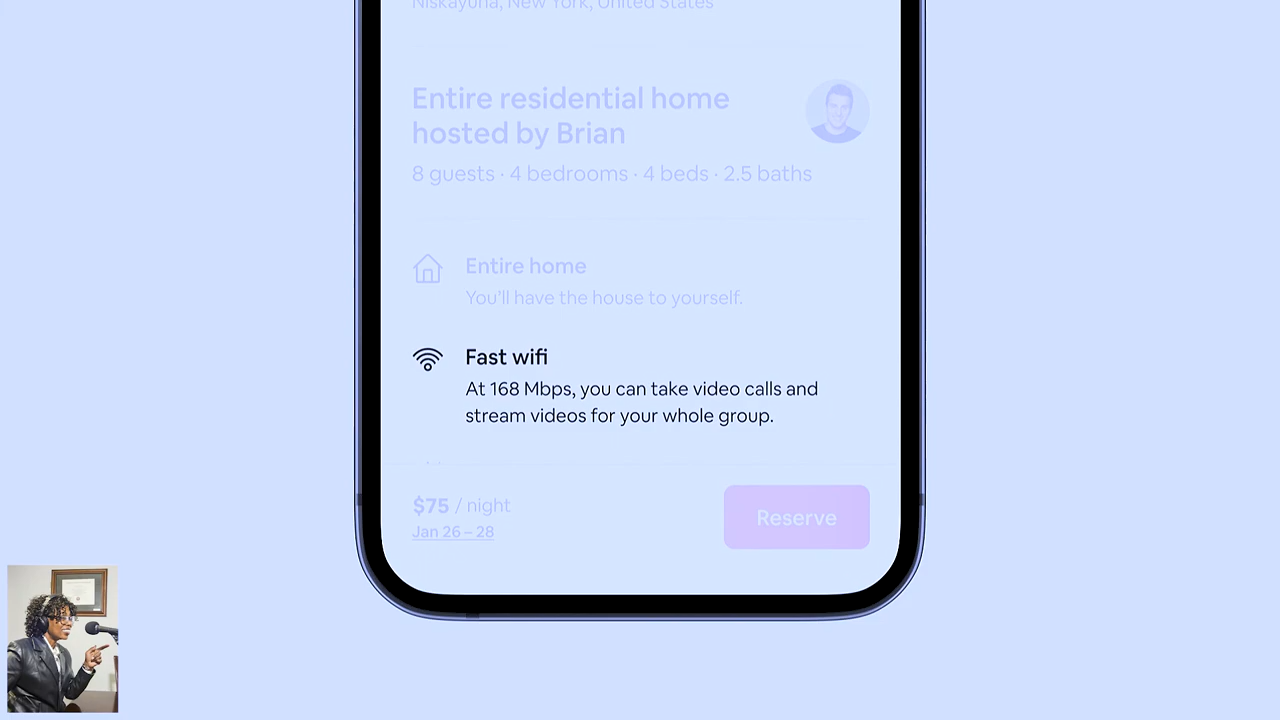 Niskayuna, New York, United States
Entire residential home
hosted by Brian
8 guests · 4 bedrooms · 4 beds · 2.5 baths
Entire home
You'll have the house to yourself.
Fast wifi
At 168 Mbps, you can take video calls and
stream videos for your whole group.
$75 / night
Reserve
Jan 26 – 28